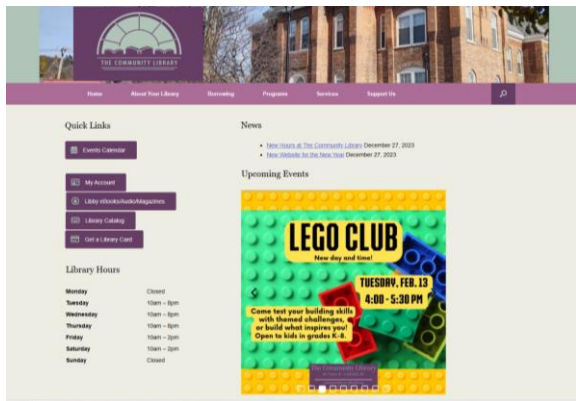 THE COMMUNITY LIBRARY
Home About Your Library Borrowing Programs Services Support Us
Quick Links
Events Calendar
My Account
Libby eBooks/Audio/Magazines
Library Catalog
Get a Library Card
Library Hours
Monday Closed
Tuesday 10am – 8pm
Wednesday 10am – 6pm
Thursday 10am – 8pm
Friday 10am – 2pm
Saturday 10am – 2pm
Sunday Closed
News
New Hours at The Community Library December 27, 2023
New Website for the New Year December 27, 2023
Upcoming Events
LEGO CLUB
New day and time!
TUESDAY, FEB. 13
4:00 - 5:30 PM
Come test your building skills
with themed challenges,
or build what inspires you!
Open to kids in grades K-8.
The Community Library